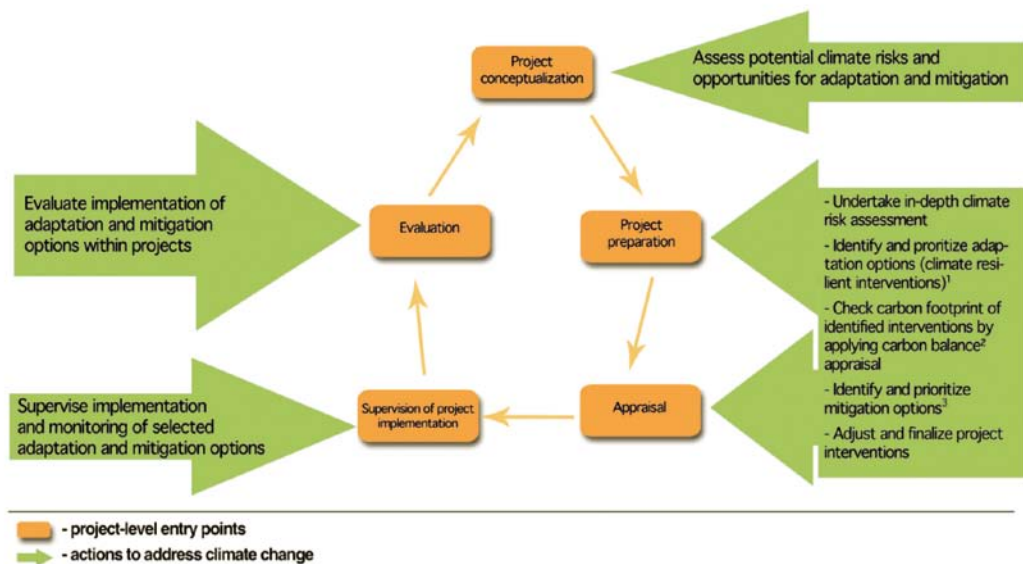 Project
conceptualization
Assess potential climate risks and
opportunities for adaptation and mitigation
Evaluate implementation of
adaptation and mitigation
options within projects
Evaluation
Project
preparation
- Undertake in-depth climate
risk assessment
- Identify and prioritize adap-
tation options (climate resi-
lient interventions)¹
- Check carbon footprint of
identified interventions by
applying carbon balance²
appraisal
- Identify and prioritize
mitigation options³
- Adjust and finalize project
interventions
Supervise implementation
and monitoring of selected
adaptation and mitigation options
Supervision of project
implementation
Appraisal
- project-level entry points
- actions to address climate change